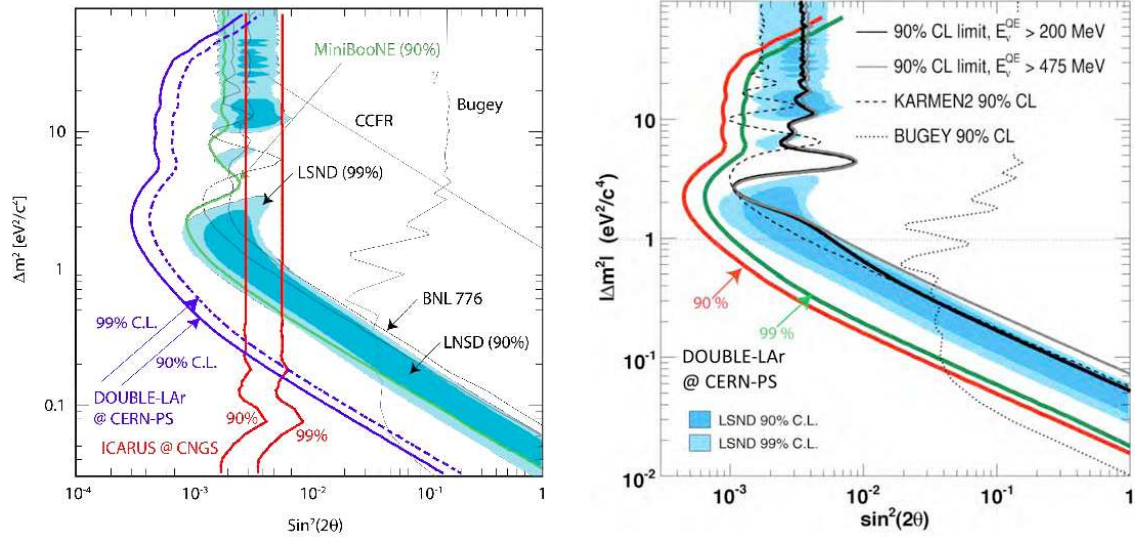 MiniBooNE (90%)
Bugey
CCFR
LSND (99%)
BNL 776
LNSD (90%)
99% C.L.
90% C.L.
DOUBLE-LAr
@ CERN-PS
ICARUS @ CNGS
90%
99%
10
1
0.1
Δm² [eV²/c⁴]
10⁻⁴
10⁻³
10⁻²
10⁻¹
1
Sin²(2θ)
90% CL limit, E_ν^QE > 200 MeV
90% CL limit, E_ν^QE > 475 MeV
KARMEN2 90% CL
BUGEY 90% CL
90 %
99 %
DOUBLE-LAr
@ CERN-PS
LSND 90% C.L.
LSND 99% C.L.
10
1
10⁻¹
10⁻²
|Δm²| (eV²/c⁴)
10⁻³
10⁻²
10⁻¹
1
sin²(2θ)